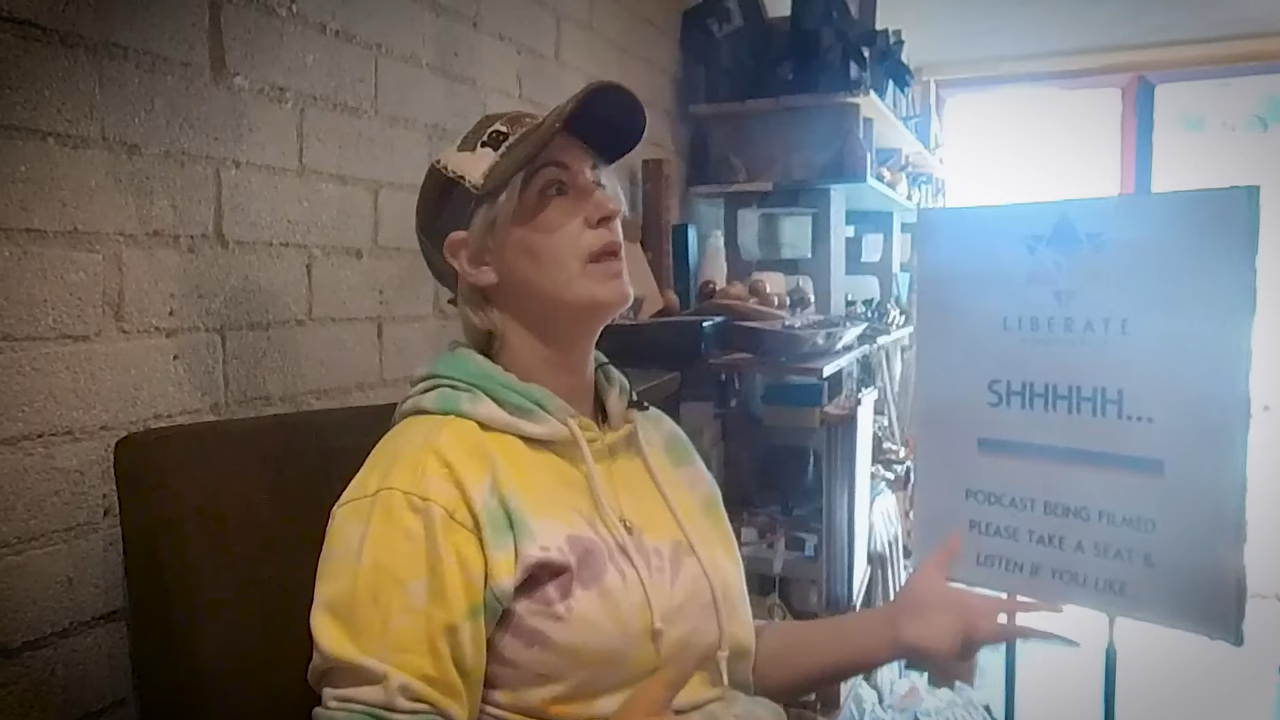 LIBERATE
SHHHHH...
PODCAST BEING FILMED
PLEASE TAKE A SEAT &
LISTEN IF YOU LIKE...